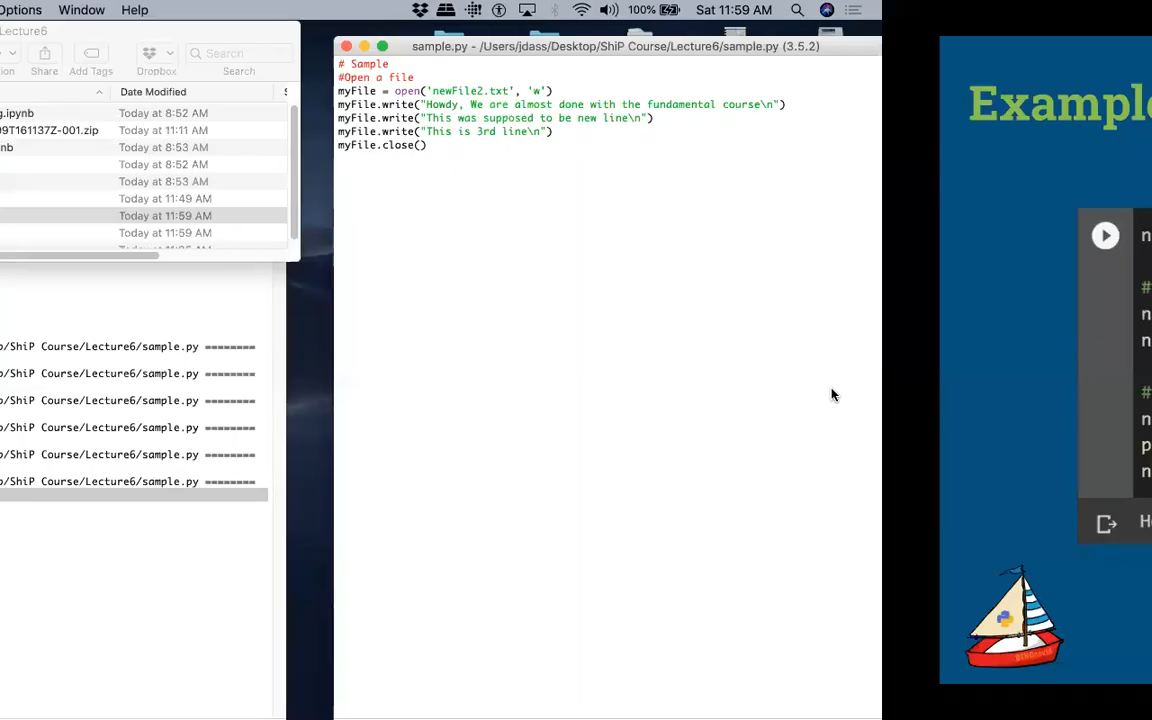 Options Window Help 100% Sat 11:59 AM
Lecture6
Share Add Tags Dropbox Search
Search
Date Modified
g.ipynb Today at 8:52 AM
09T161137Z-001.zip Today at 11:11 AM
nb Today at 8:53 AM
Today at 8:52 AM
Today at 8:53 AM
Today at 11:49 AM
Today at 11:59 AM
Today at 11:59 AM
p/ShiP Course/Lecture6/sample.py ========
p/ShiP Course/Lecture6/sample.py ========
p/ShiP Course/Lecture6/sample.py ========
p/ShiP Course/Lecture6/sample.py ========
p/ShiP Course/Lecture6/sample.py ========
p/ShiP Course/Lecture6/sample.py ========
sample.py - /Users/jdass/Desktop/ShiP Course/Lecture6/sample.py (3.5.2)
# Sample
#Open a file
myFile = open('newFile2.txt', 'w')
myFile.write("Howdy, We are almost done with the fundamental course\n")
myFile.write("This was supposed to be new line\n")
myFile.write("This is 3rd line\n")
myFile.close()
Example
n
#
n
n
#
n
p
n
He